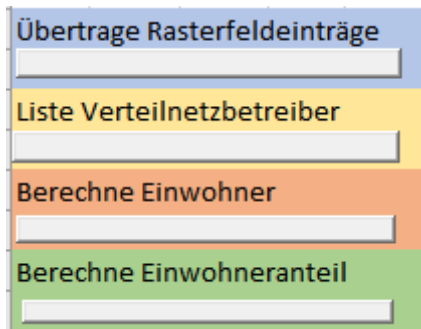 Übertrage Rasterfeldeinträge
Liste Verteilnetzbetreiber
Berechne Einwohner
Berechne Einwohneranteil